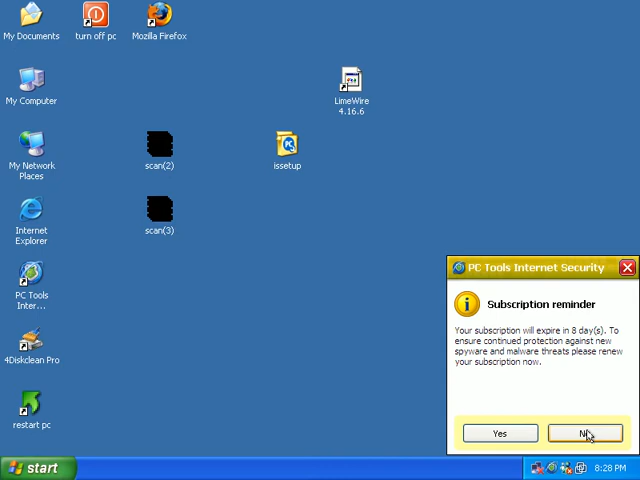 My Documents
turn off pc
Mozilla Firefox
My Computer
LimeWire
4.16.6
My Network
Places
scan(2)
issetup
Internet
Explorer
scan(3)
PC Tools
Inter...
4Diskclean Pro
restart pc
PC Tools Internet Security
Subscription reminder
Your subscription will expire in 8 day(s). To
ensure continued protection against new
spyware and malware threats please renew
your subscription now.
Yes
No
start
8:28 PM